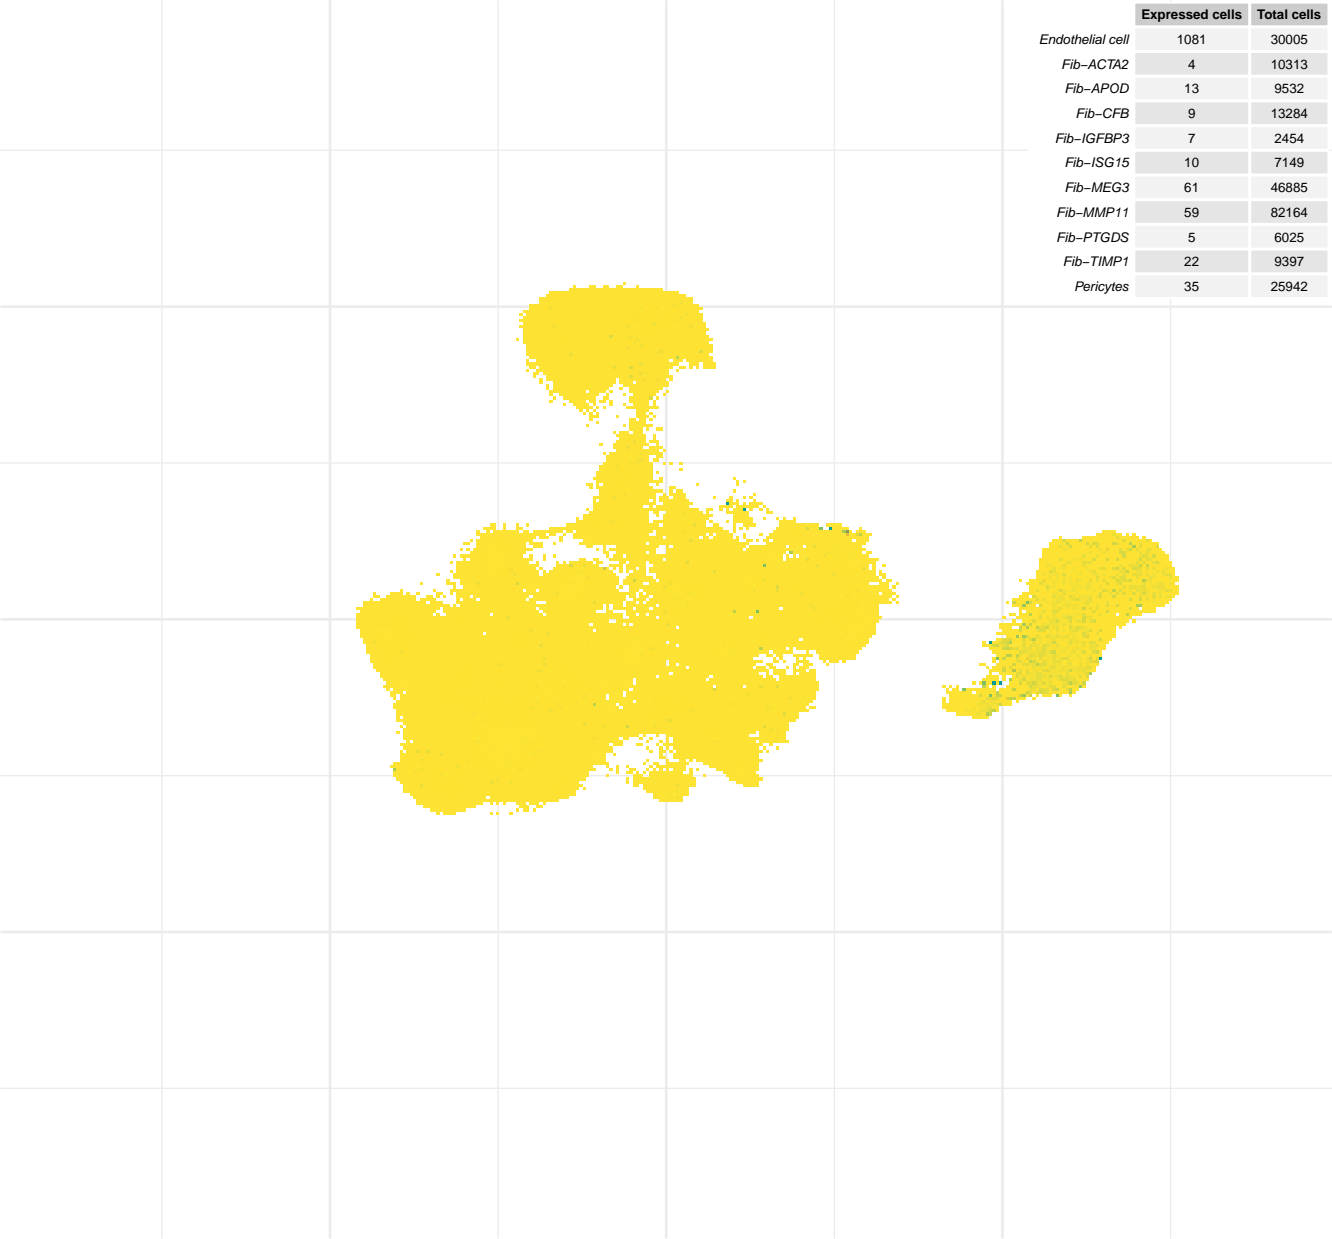 Expressed cells Total cells
Endothelial cell 1081 30005
Fib−ACTA2 4 10313
Fib−APOD 13 9532
Fib−CFB 9 13284
Fib−IGFBP3 7 2454
Fib−ISG15 10 7149
Fib−MEG3 61 46885
Fib−MMP11 59 82164
Fib−PTGDS 5 6025
Fib−TIMP1 22 9397
Pericytes 35 25942